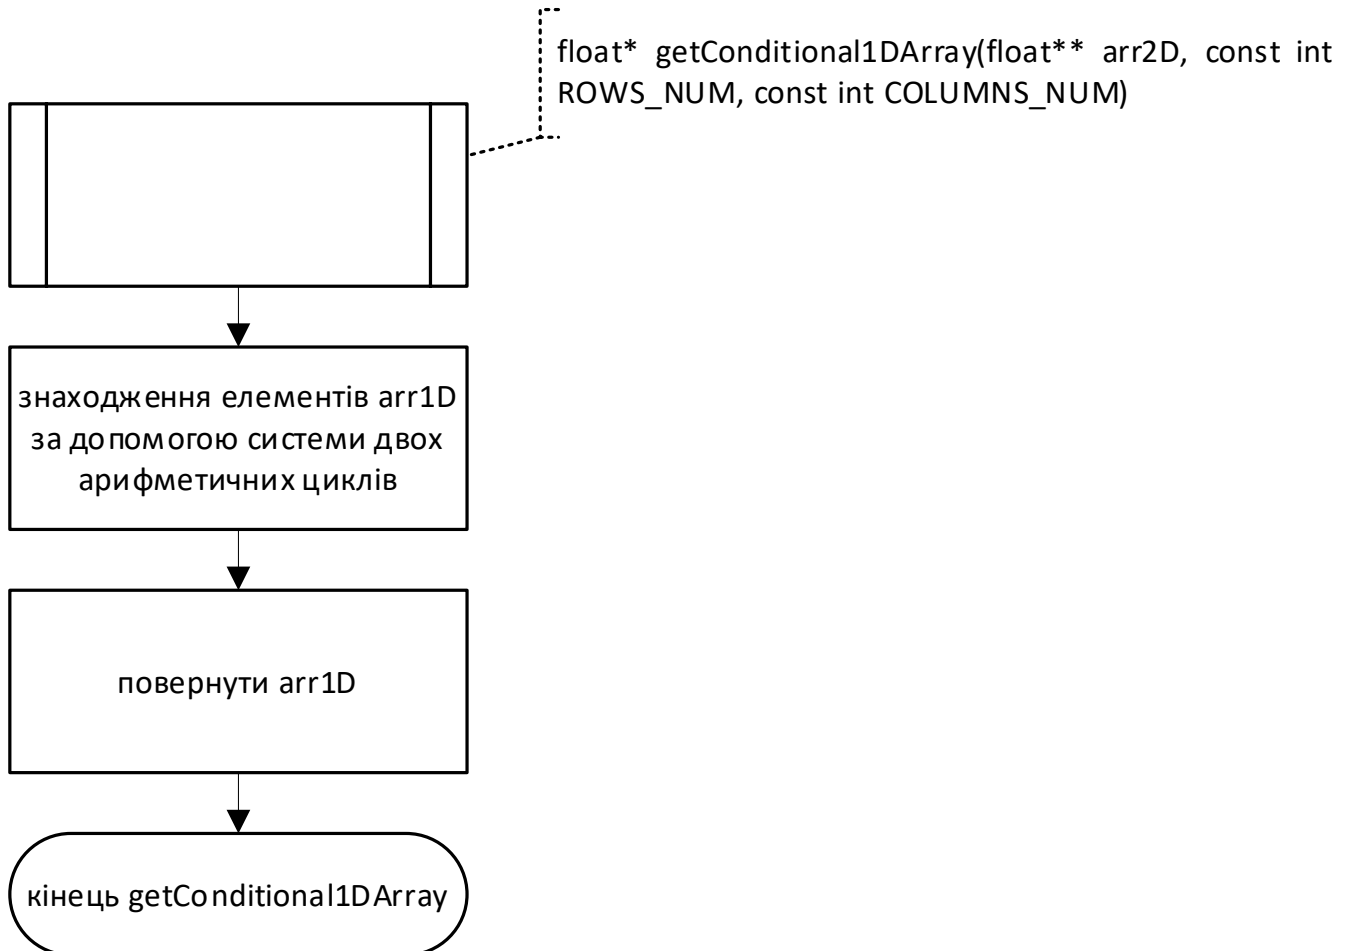 float* getConditional1DArray(float** arr2D, const int
ROWS_NUM, const int COLUMNS_NUM)
знаходження елементів arr1D
за допомогою системи двох
арифметичних циклів
повернути arr1D
кінець getConditional1DArray